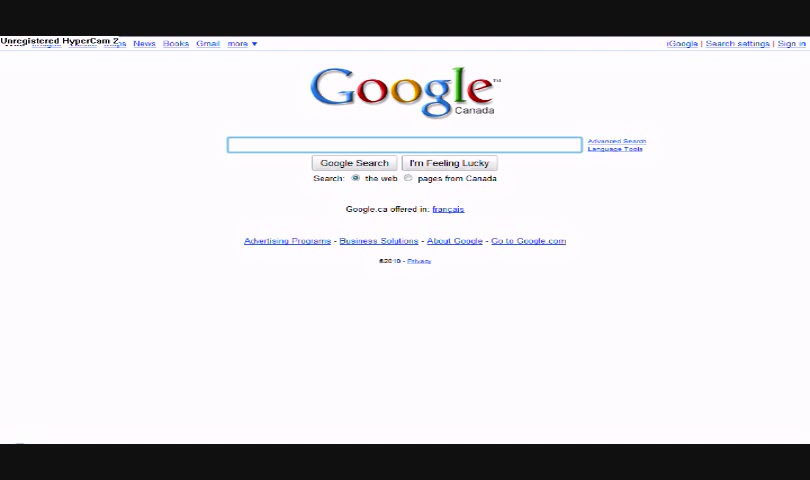 Unregistered HyperCam 2
News Books Gmail more ▼ iGoogle | Search settings | Sign in
Google™
Canada
Advanced Search
Language Tools
Google Search I'm Feeling Lucky
Search: the web pages from Canada
Google.ca offered in: français
Advertising Programs - Business Solutions - About Google - Go to Google.com
©2010 - Privacy